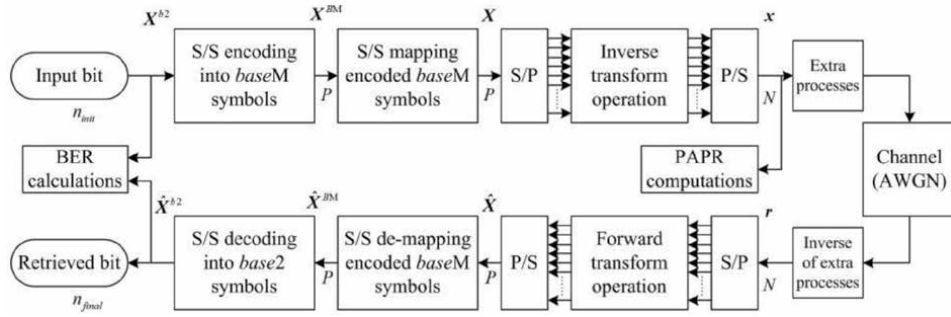 X^b2
X^BM
X
x
Input bit
n_init
S/S encoding
into baseM
symbols
P
S/S mapping
encoded baseM
symbols
P
S/P
Inverse
transform
operation
P/S
N
Extra
processes
BER
calculations
PAPR
computations
Channel
(AWGN)
X̂^b2
X̂^BM
X̂
r
Retrieved bit
n_final
S/S decoding
into base2
symbols
P
S/S de-mapping
encoded baseM
symbols
P
P/S
Forward
transform
operation
S/P
N
Inverse
of extra
processes